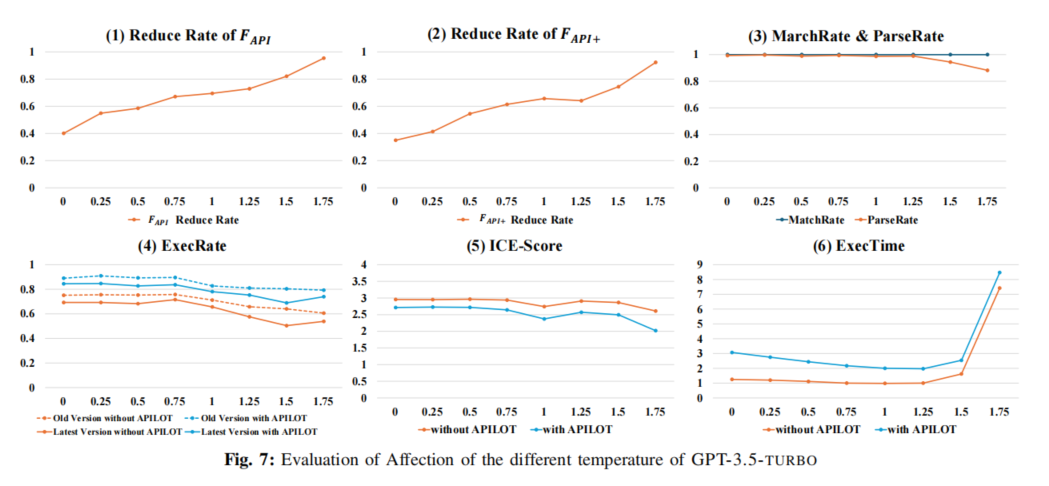 (1) Reduce Rate of F_API
1
0.8
0.6
0.4
0.2
0
0 0.25 0.5 0.75 1 1.25 1.5 1.75
F_API Reduce Rate
(2) Reduce Rate of F_API+
1
0.8
0.6
0.4
0.2
0
0 0.25 0.5 0.75 1 1.25 1.5 1.75
F_API+ Reduce Rate
(3) MarchRate & ParseRate
1
0.8
0.6
0.4
0.2
0
0 0.25 0.5 0.75 1 1.25 1.5 1.75
MatchRate ParseRate
(4) ExecRate
1
0.8
0.6
0.4
0.2
0
0 0.25 0.5 0.75 1 1.25 1.5 1.75
Old Version without APILOT Old Version with APILOT
Latest Version without APILOT Latest Version with APILOT
(5) ICE-Score
4
3.5
3
2.5
2
1.5
1
0.5
0
0 0.25 0.5 0.75 1 1.25 1.5 1.75
without APILOT with APILOT
(6) ExecTime
9
8
7
6
5
4
3
2
1
0
0 0.25 0.5 0.75 1 1.25 1.5 1.75
without APILOT with APILOT
Fig. 7: Evaluation of Affection of the different temperature of GPT-3.5-TURBO